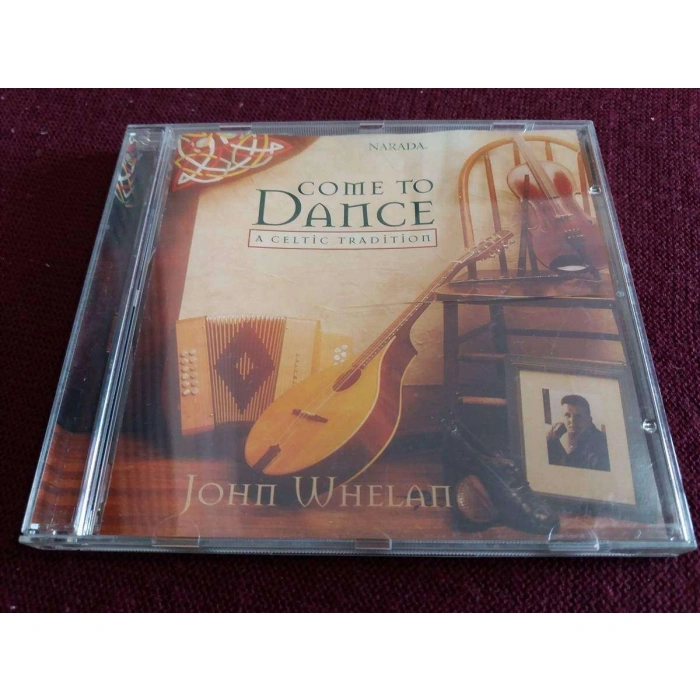 NARADA.
COME TO
DANCE
A CELTIC TRADITION
JOHN WHELAN